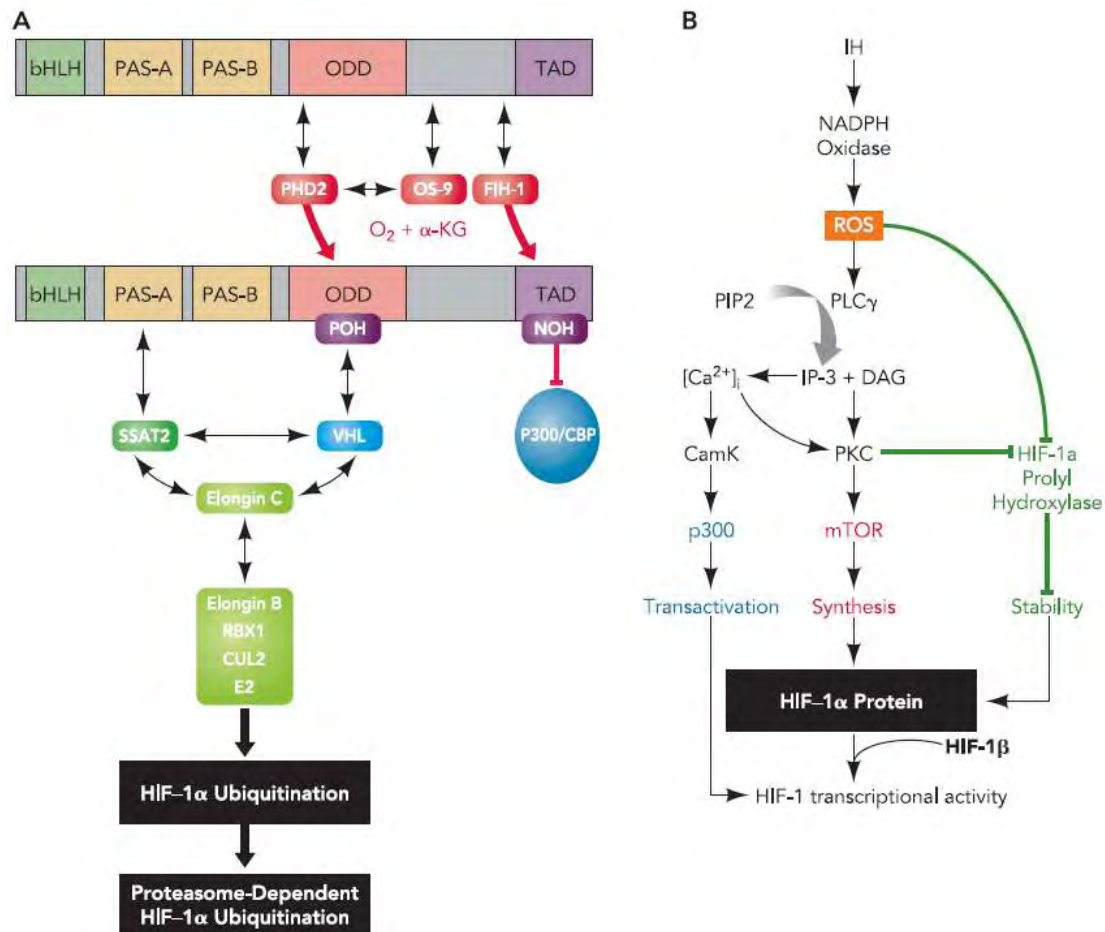 A
bHLH PAS-A PAS-B ODD TAD
PHD2 OS-9 FIH-1
O₂ + α-KG
bHLH PAS-A PAS-B ODD TAD
POH NOH
SSAT2 VHL P300/CBP
Elongin C
Elongin B
RBX1
CUL2
E2
HIF–1α Ubiquitination
Proteasome-Dependent
HIF–1α Ubiquitination
B
IH
NADPH
Oxidase
ROS
PIP2 PLCγ
[Ca²⁺]ᵢ IP-3 + DAG
CamK PKC HIF-1a
Prolyl
Hydroxylase
p300 mTOR
Transactivation Synthesis Stability
HIF–1α Protein
HIF-1β
HIF-1 transcriptional activity